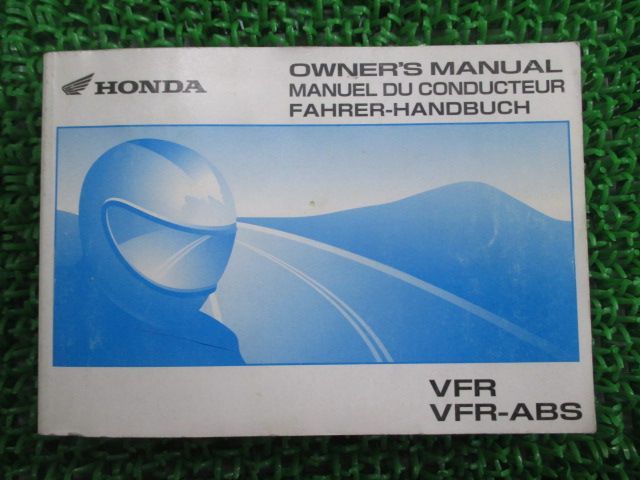 HONDA
OWNER'S MANUAL
MANUEL DU CONDUCTEUR
FAHRER-HANDBUCH
VFR
VFR-ABS